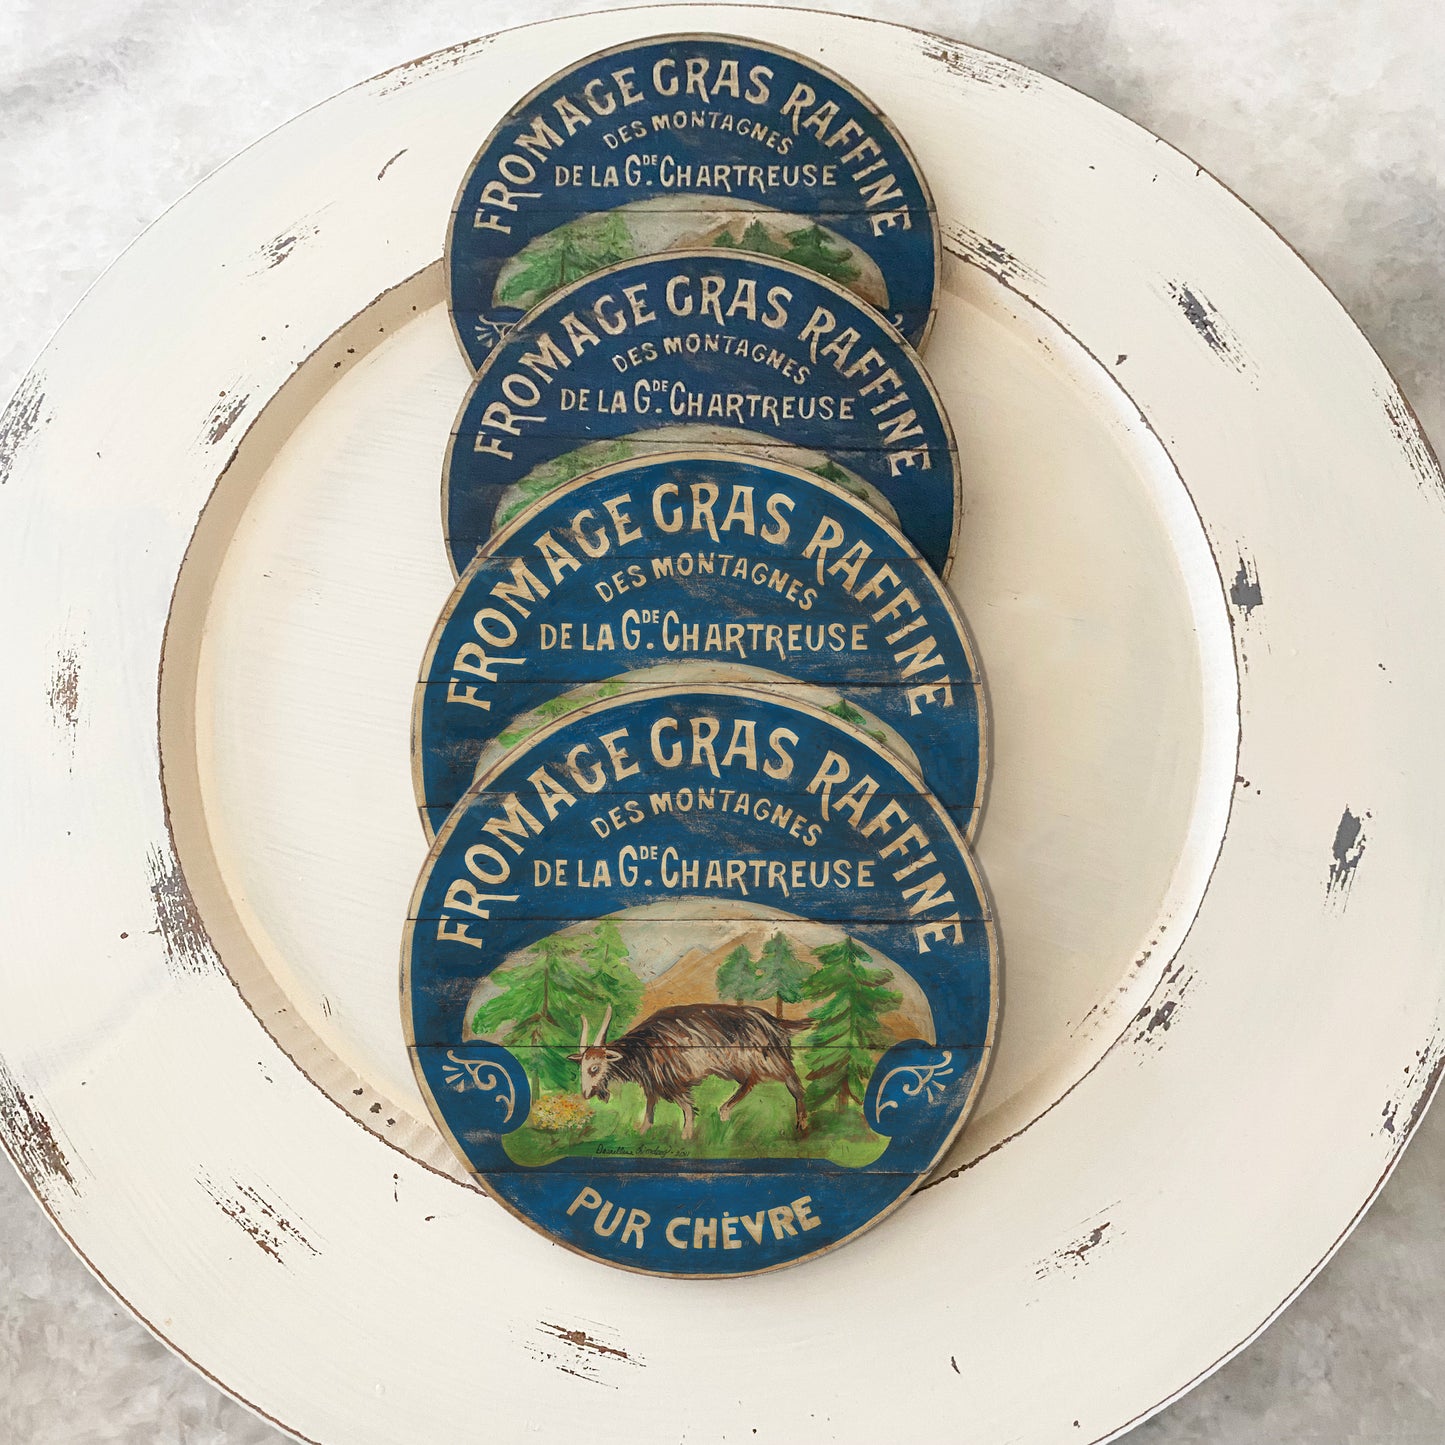 FROMAGE GRAS RAFFINE
DES MONTAGNES
DE LA GDE. CHARTREUSE
FROMAGE GRAS RAFFINE
DES MONTAGNES
DE LA GDE. CHARTREUSE
FROMAGE GRAS RAFFINE
DES MONTAGNES
DE LA GDE. CHARTREUSE
FROMAGE GRAS RAFFINE
DES MONTAGNES
DE LA GDE. CHARTREUSE
PUR CHÈVRE